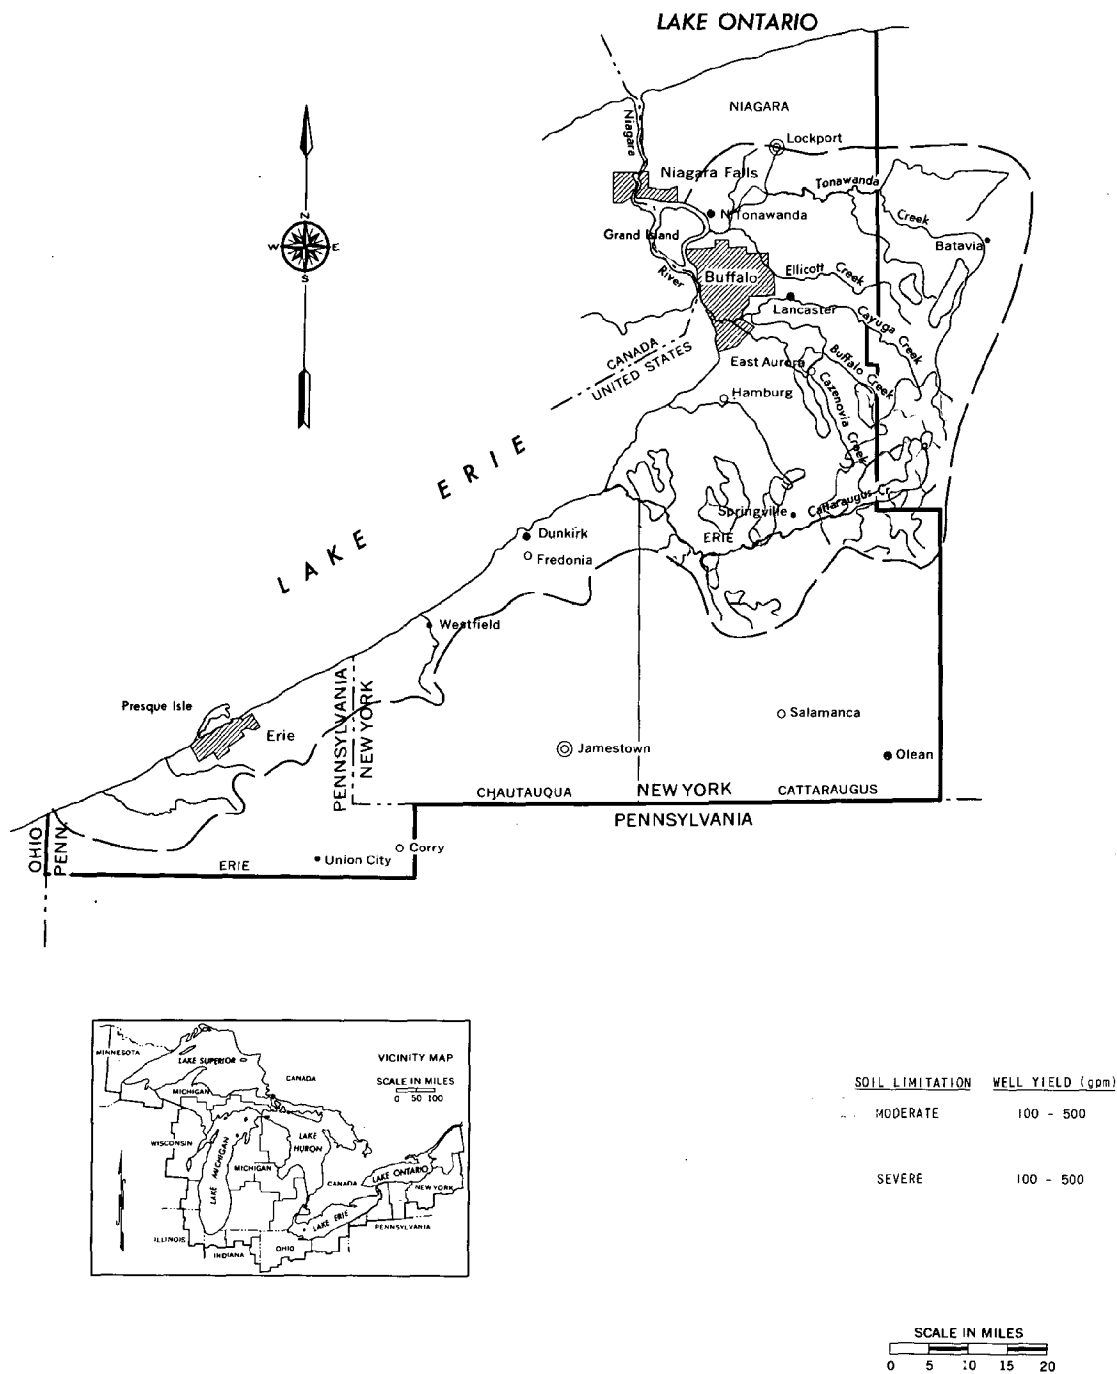 LAKE ONTARIO
NIAGARA
Niagara
Lockport
Niagara Falls
Tonawanda
Creek
N Tonawanda
Grand Island
Batavia
River
Buffalo
Ellicott
Creek
Lancaster
Cayuga Creek
CANADA
UNITED STATES
East Aurora
Buffalo Creek
Cazenovia Creek
Hamburg
LAKE ERIE
Springville
Cattaraugus Cr.
ERIE
Dunkirk
Fredonia
Westfield
Presque Isle
Erie
PENNSYLVANIA
NEW YORK
Salamanca
Jamestown
Olean
CHAUTAUQUA
NEW YORK
CATTARAUGUS
PENNSYLVANIA
OHIO
PENN.
Corry
Union City
ERIE
N
W
E
S
VICINITY MAP
SCALE IN MILES
0 50 100
MINNESOTA
LAKE SUPERIOR
CANADA
MICHIGAN
WISCONSIN
LAKE MICHIGAN
LAKE HURON
MICHIGAN
CANADA
LAKE ONTARIO
NEW YORK
LAKE ERIE
PENNSYLVANIA
ILLINOIS
INDIANA
OHIO
SOIL LIMITATION WELL YIELD (gpm)
MODERATE 100 - 500
SEVERE 100 - 500
SCALE IN MILES
0 5 10 15 20